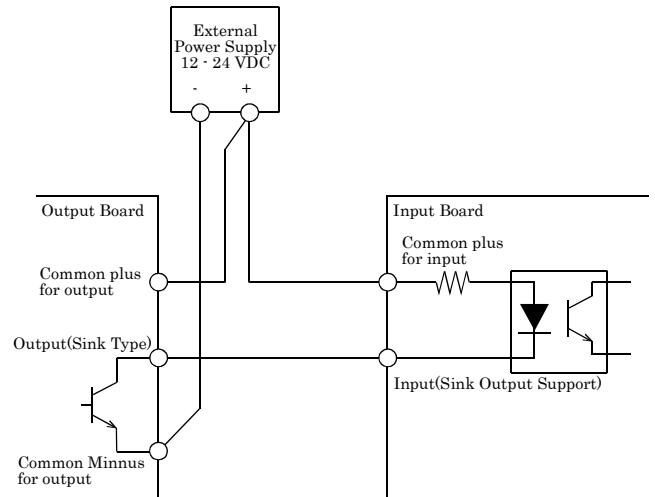 External
Power Supply
12 - 24 VDC
- +
Output Board
Input Board
Common plus
for output
Common plus
for input
Output(Sink Type)
Input(Sink Output Support)
Common Minnus
for output